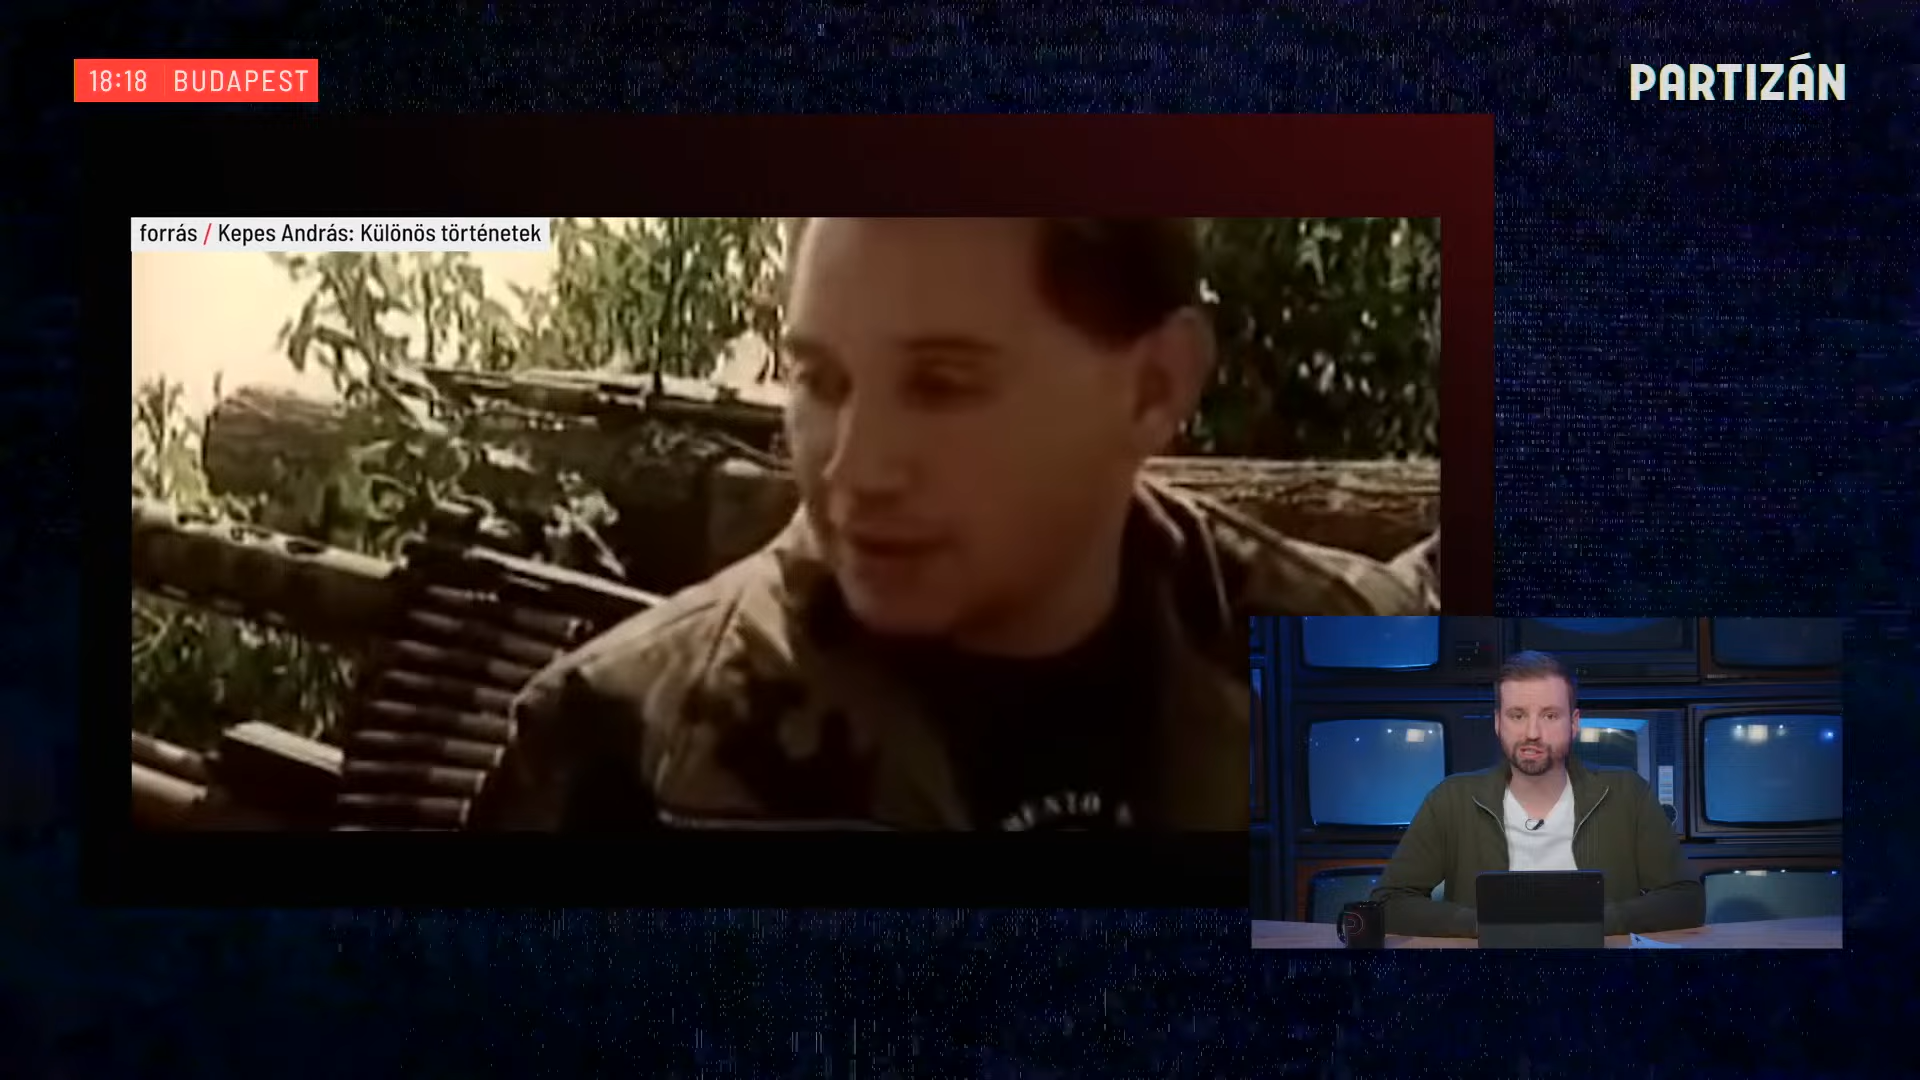 18:18 BUDAPEST
PARTIZÁN
forrás / Kepes András: Különös történetek